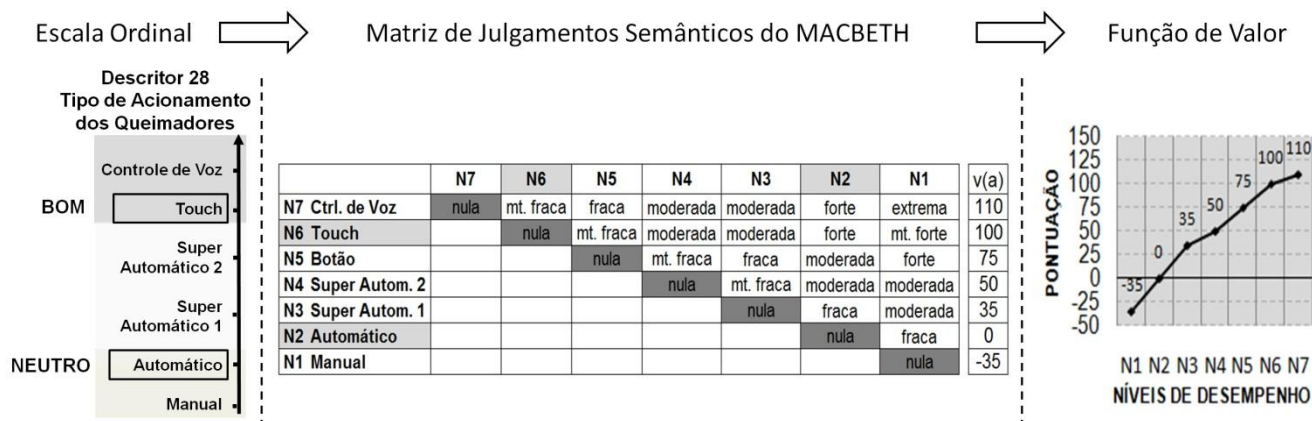 Escala Ordinal
Matriz de Julgamentos Semânticos do MACBETH
Função de Valor
Descritor 28
Tipo de Acionamento
dos Queimadores
Controle de Voz
BOM
Touch
Super
Automático 2
Super
Automático 1
NEUTRO
Automático
Manual
N7 N6 N5 N4 N3 N2 N1 v(a)
N7 Ctrl. de Voz nula mt. fraca fraca moderada moderada forte extrema 110
N6 Touch nula mt. fraca moderada moderada forte mt. forte 100
N5 Botão nula mt. fraca fraca moderada forte 75
N4 Super Autom. 2 nula mt. fraca moderada moderada 50
N3 Super Autom. 1 nula fraca moderada 35
N2 Automático nula fraca 0
N1 Manual nula -35
PONTUAÇÃO
150
125
100
75
50
25
0
-25
-50
-35
0
35
50
75
100
110
N1 N2 N3 N4 N5 N6 N7
NÍVEIS DE DESEMPENHO